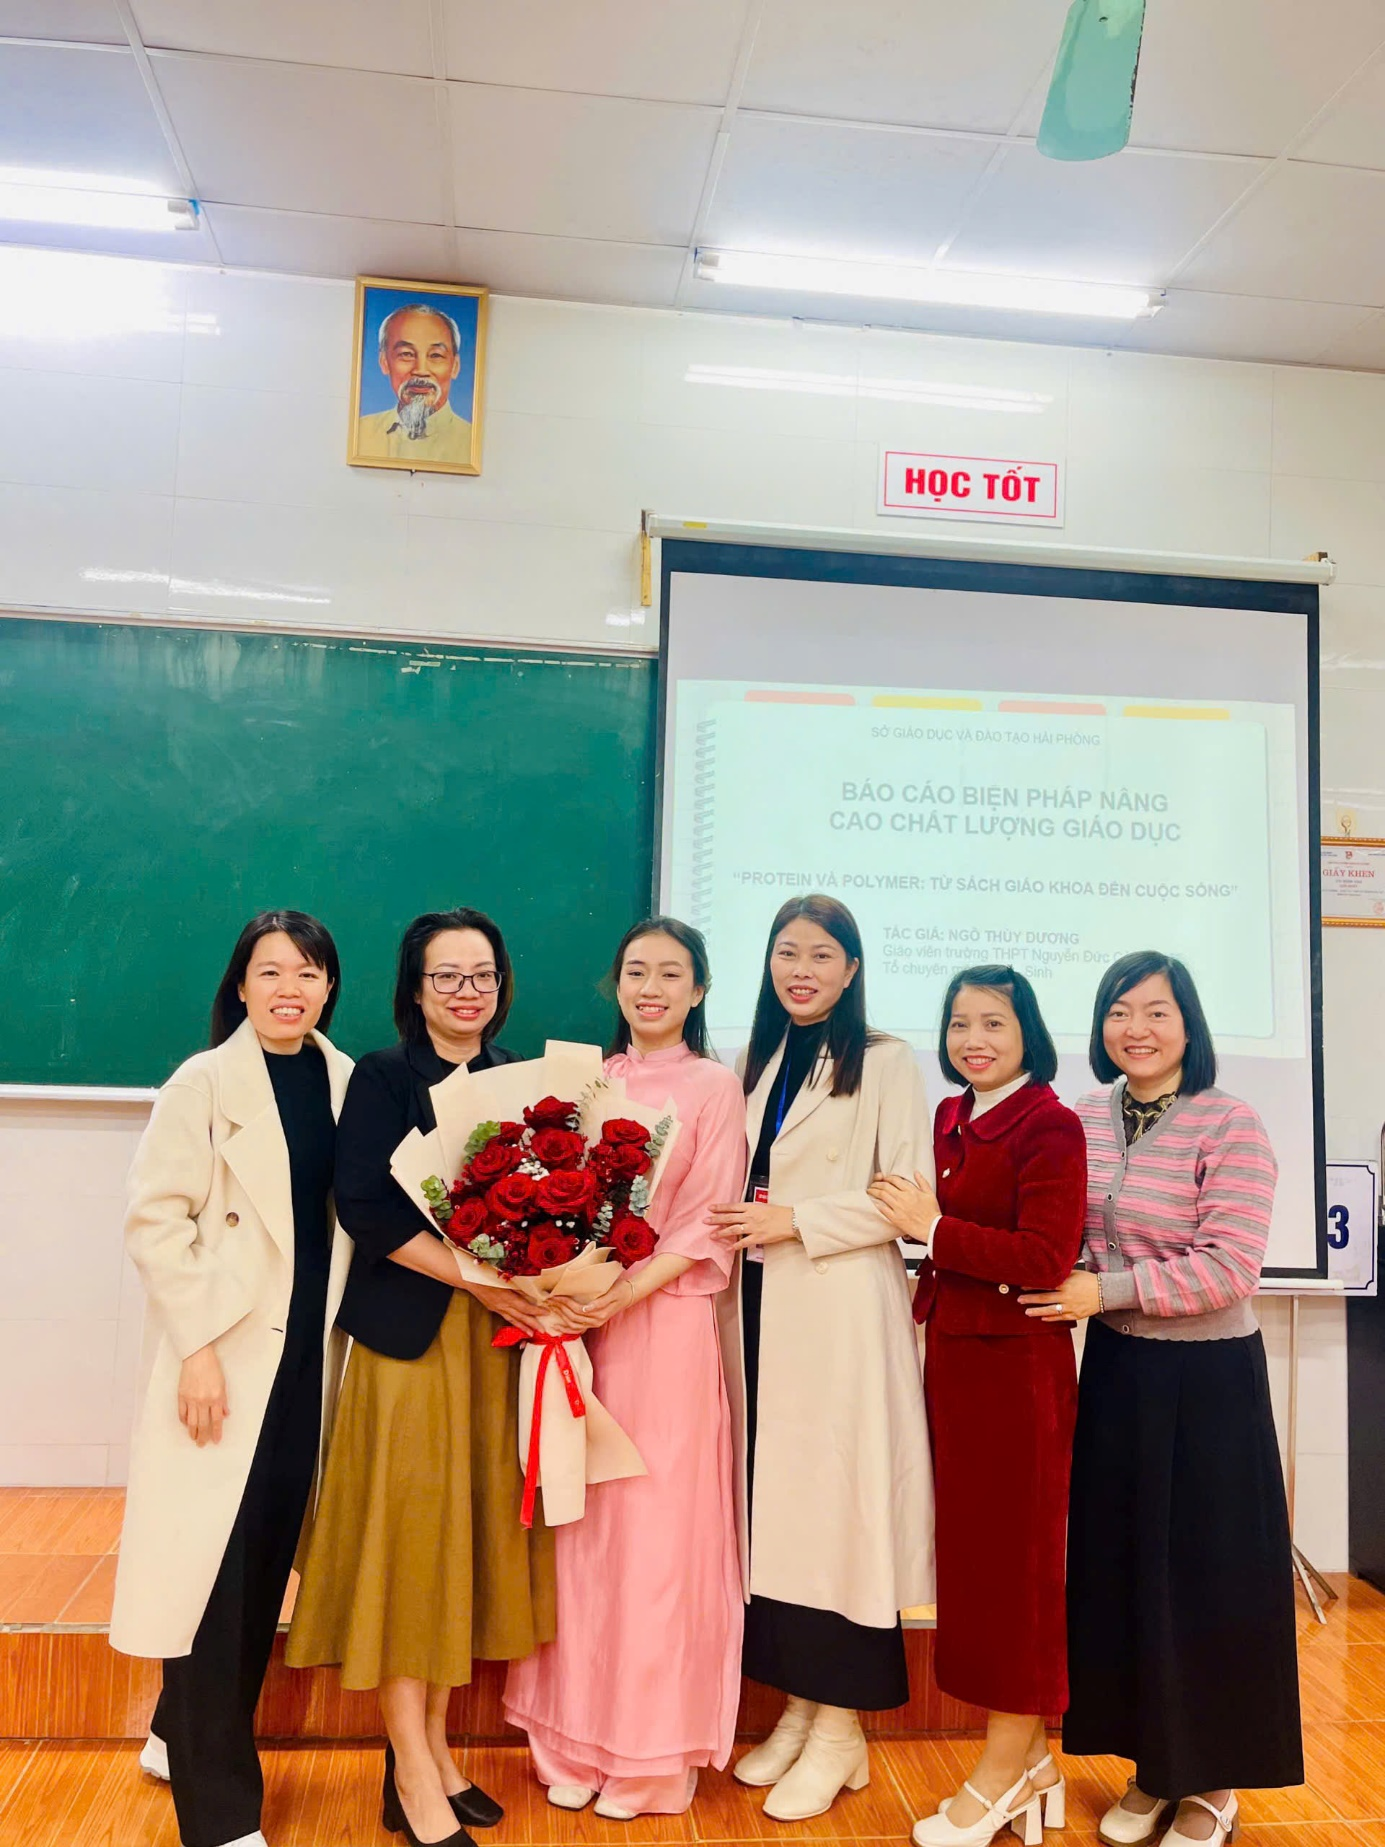 HỌC TỐT
SỞ GIÁO DỤC VÀ ĐÀO TẠO HẢI PHÒNG
BÁO CÁO BIỆN PHÁP NÂNG
CAO CHẤT LƯỢNG GIÁO DỤC
“PROTEIN VÀ POLYMER: TỪ SÁCH GIÁO KHOA ĐẾN CUỘC SỐNG”
TÁC GIẢ: NGÔ THÙY DƯƠNG
Giáo viên trường THPT Nguyễn Đức
Tổ chuyên Sinh
GIẤY KHEN
3